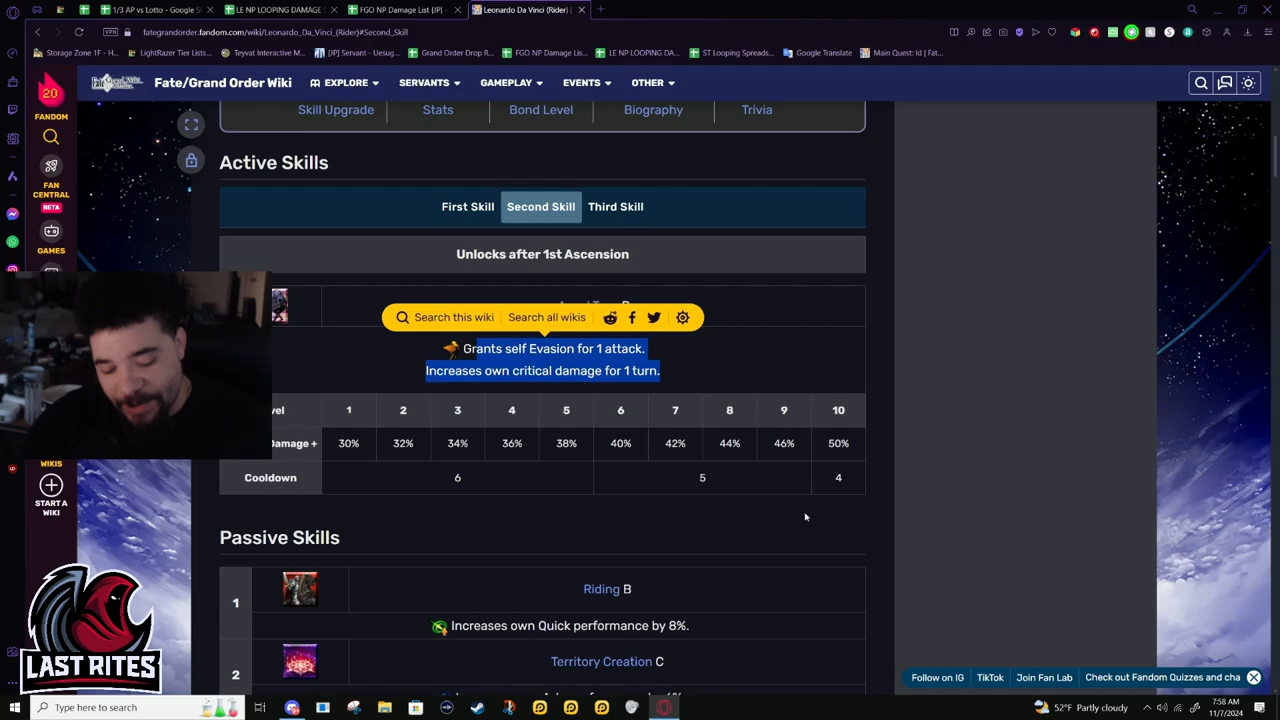 1/3 AP vs Lotto - Google S
LE NP LOOPING DAMAGE
FGO NP Damage List [JP]
Leonardo Da Vinci (Rider) |
VPN
fategrandorder.fandom.com/wiki/Leonardo_Da_Vinci_(Rider)#Second_Skill
Storage Zone 1F - H...
LightRazer Tier Lists...
Teyvat Interactive M...
[JP] Servant - Uesug...
Grand Order Drop R...
FGO NP Damage Lis...
LE NP LOOPING DA...
ST Looping Spreads...
Google Translate
Main Quest: Id | Fat...
20
FANDOM
Fate/Grand Order Wiki
EXPLORE
SERVANTS
GAMEPLAY
EVENTS
OTHER
FAN
CENTRAL
BETA
GAMES
WIKIS
START A
WIKI
Skill Upgrade
Stats
Bond Level
Biography
Trivia
Active Skills
First Skill
Second Skill
Third Skill
Unlocks after 1st Ascension
Search this wiki
Search all wikis
Grants self Evasion for 1 attack.
Increases own critical damage for 1 turn.
vel 1 2 3 4 5 6 7 8 9 10
Damage + 30% 32% 34% 36% 38% 40% 42% 44% 46% 50%
Cooldown 6 5 4
Passive Skills
1
Riding B
Increases own Quick performance by 8%.
2
Territory Creation C
LAST RITES
Follow on IG
TikTok
Join Fan Lab
Check out Fandom Quizzes and cha
Type here to search
52°F Partly cloudy
7:58 AM
11/7/2024